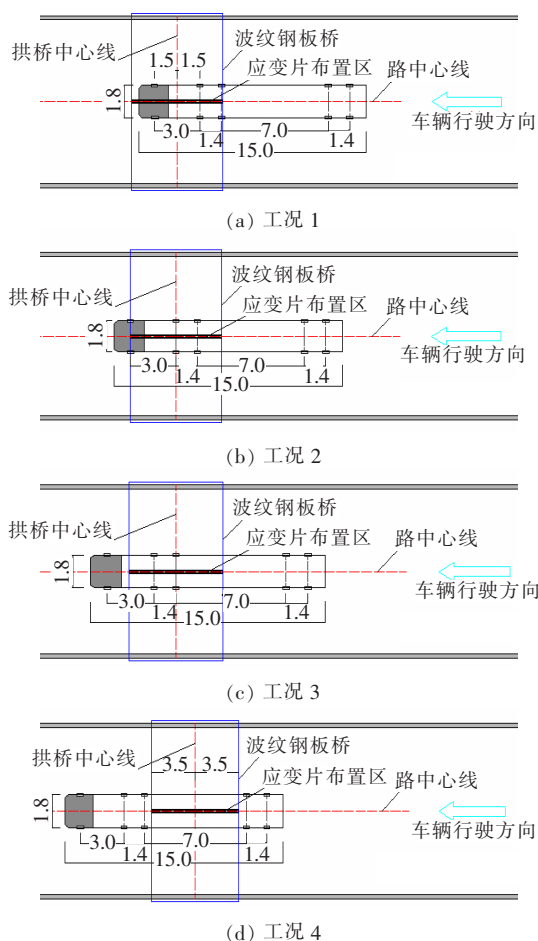 拱桥中心线
波纹钢板桥
1.5 1.5
应变片布置区
路中心线
1.8
3.0
7.0
1.4
1.4
15.0
车辆行驶方向
(a) 工况 1
拱桥中心线
波纹钢板桥
应变片布置区
路中心线
1.8
3.0
7.0
1.4
1.4
15.0
车辆行驶方向
(b) 工况 2
拱桥中心线
波纹钢板桥
应变片布置区
路中心线
1.8
3.0
7.0
1.4
1.4
15.0
车辆行驶方向
(c) 工况 3
拱桥中心线
波纹钢板桥
3.5 3.5
应变片布置区
路中心线
1.8
3.0
7.0
1.4
1.4
15.0
车辆行驶方向
(d) 工况 4